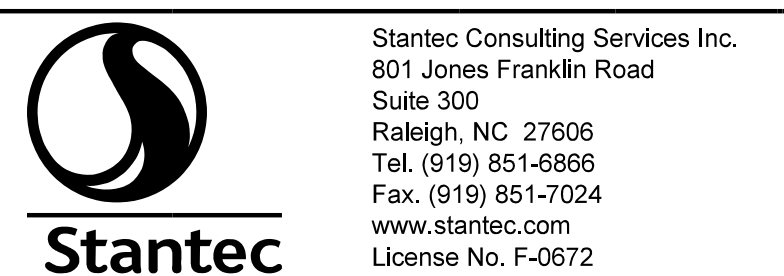 Stantec
Stantec Consulting Services Inc.
801 Jones Franklin Road
Suite 300
Raleigh, NC  27606
Tel. (919) 851-6866
Fax. (919) 851-7024
www.stantec.com
License No. F-0672